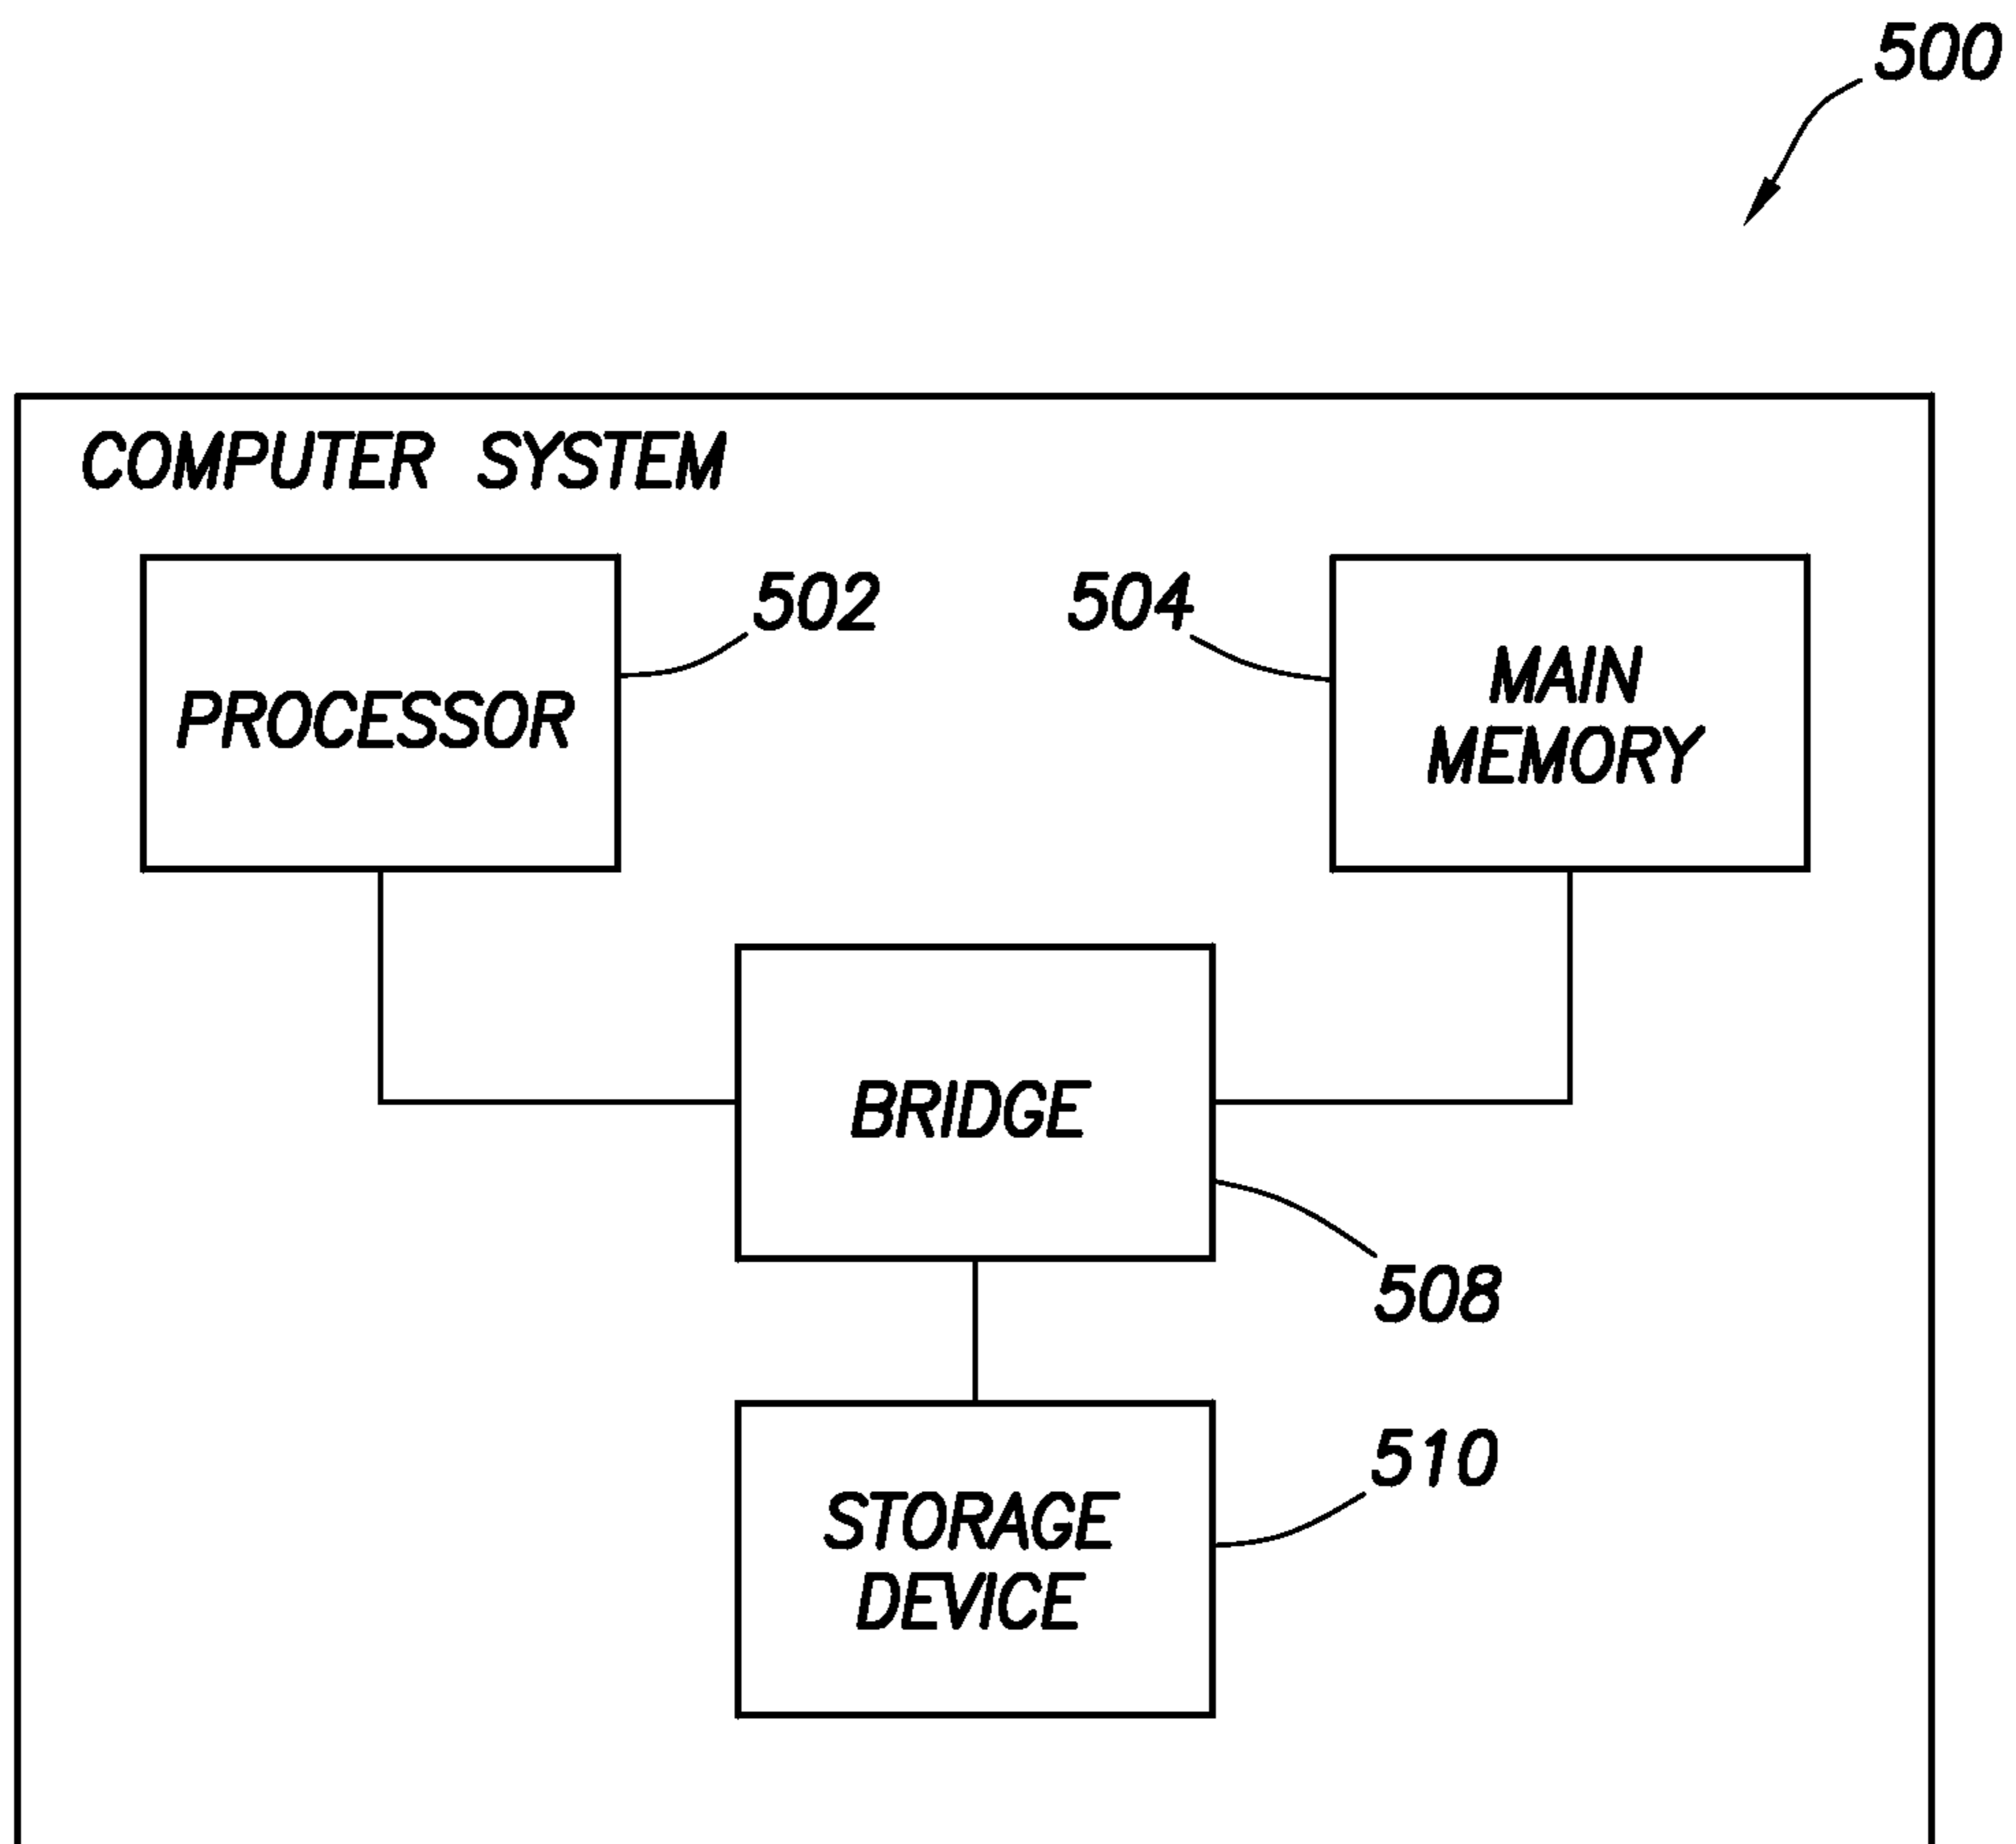 500
COMPUTER SYSTEM
502
504
PROCESSOR
MAIN
MEMORY
BRIDGE
508
510
STORAGE
DEVICE